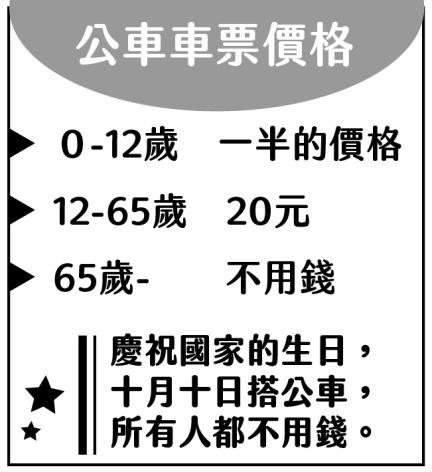 公車車票價格
0-12歲 一半的價格
12-65歲 20元
65歲- 不用錢
慶祝國家的生日，
十月十日搭公車，
所有人都不用錢。